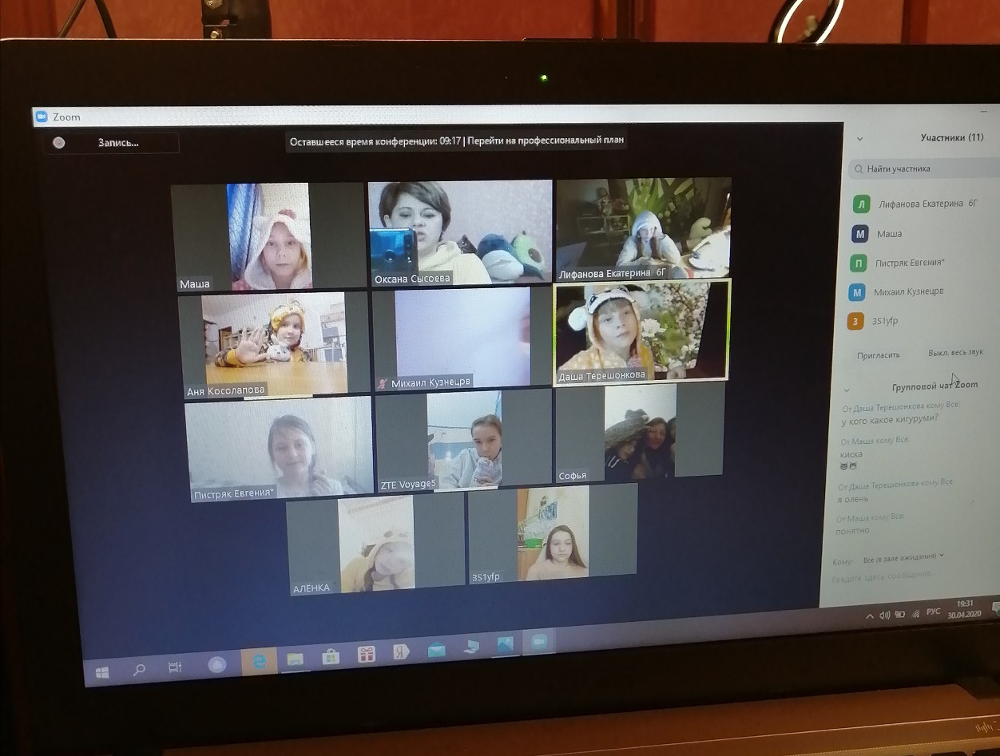 Zoom
Запись...
Оставшееся время конференции: 09:17 | Перейти на профессиональный план
Маша
Оксана Сысоева
Лифанова Екатерина 6Г
Аня Косолапова
Михаил Кузнецрв
Даша Терешонкова
Пистряк Евгения*
ZTE Voyage5
Софья
АЛЁНКА
3S1yfp
Участники (11)
Найти участника
Л Лифанова Екатерина 6Г
М Маша
П Пистряк Евгения*
М Михаил Кузнецрв
3 3S1yfp
Пригласить Выкл. весь звук
Групповой чат Zoom
От Даша Терешонкова кому Все:
у кого какое кигуруми?
От Маша кому Все:
киска
От Даша Терешонкова кому Все:
я олень
От Маша кому Все:
понятно
Кому: Все (в зале ожидания)
Введите здесь сообщение...
РУС
19:31
30.04.2020